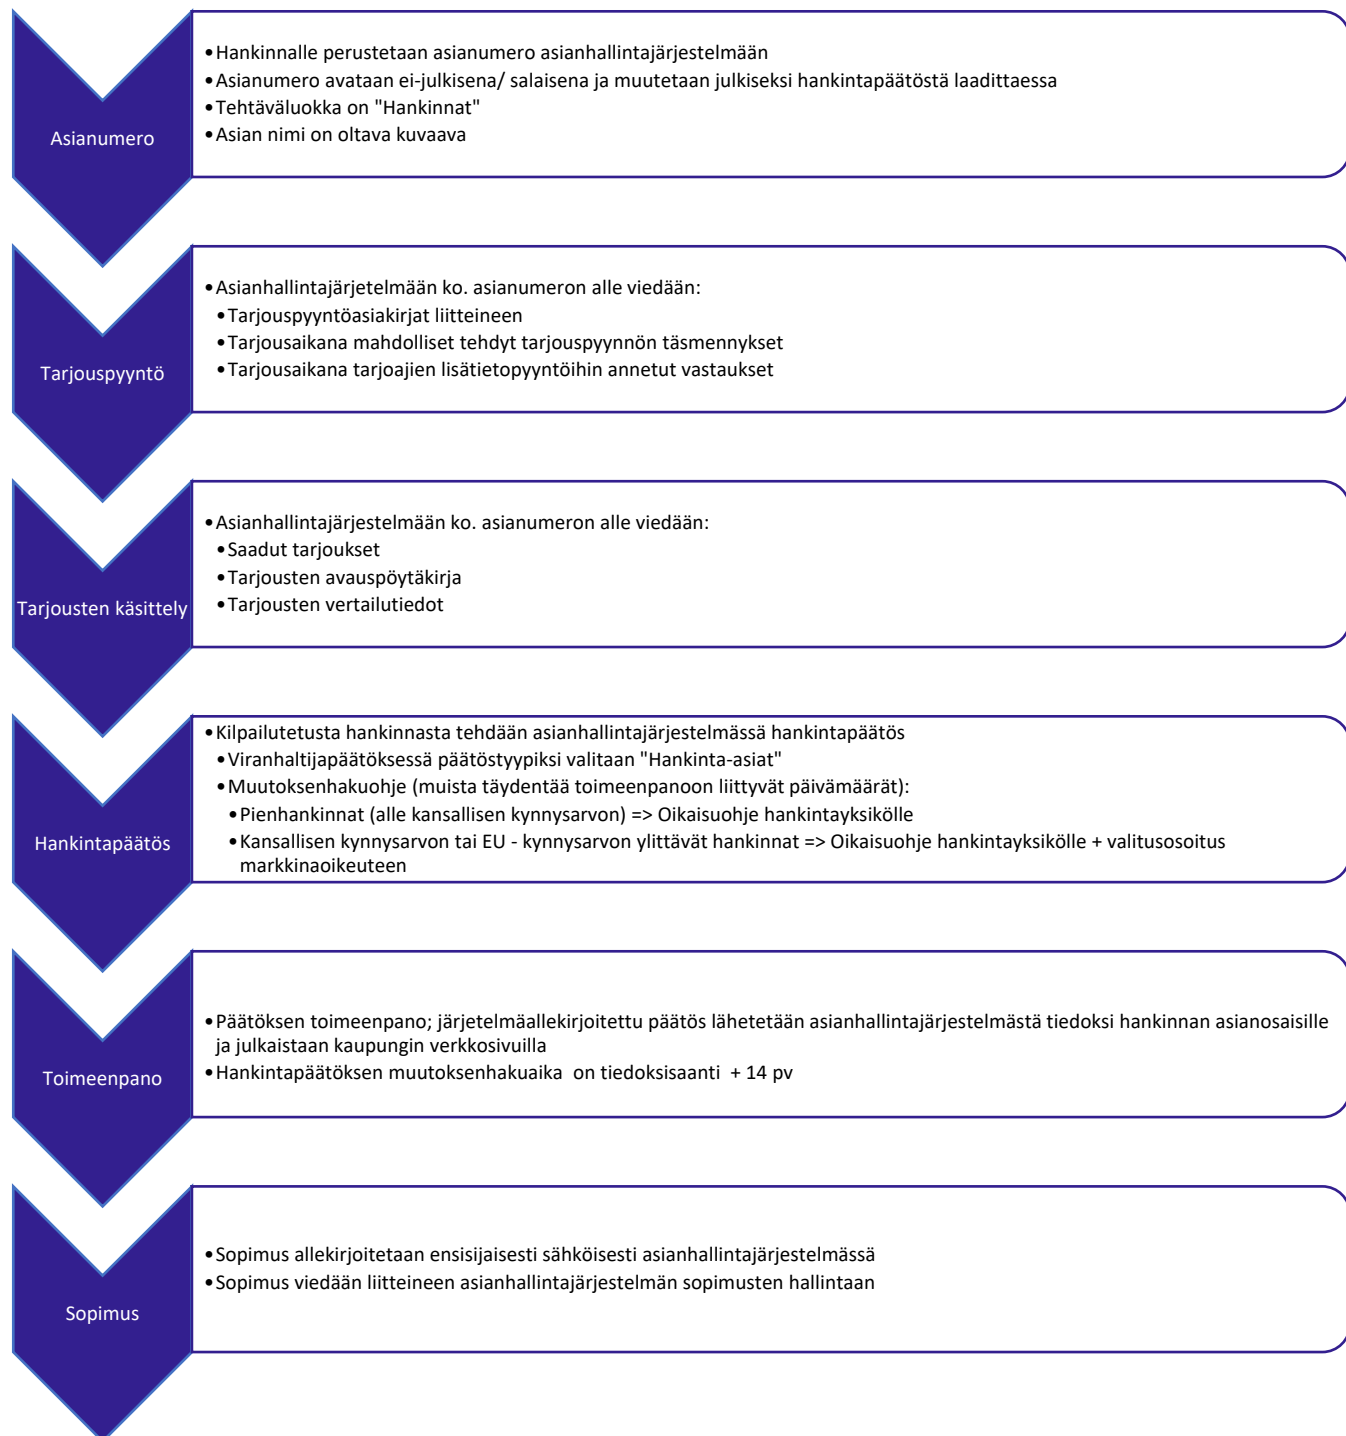 Asianumero
•Hankinnalle perustetaan asianumero asianhallintajärjestelmään
•Asianumero avataan ei-julkisena/ salaisena ja muutetaan julkiseksi hankintapäätöstä laadittaessa
•Tehtäväluokka on "Hankinnat"
•Asian nimi on oltava kuvaava
Tarjouspyyntö
•Asianhallintajärjetelmään ko. asianumeron alle viedään:
•Tarjouspyyntöasiakirjat liitteineen
•Tarjousaikana mahdolliset tehdyt tarjouspyynnön täsmennykset
•Tarjousaikana tarjoajien lisätietopyyntöihin annetut vastaukset
Tarjousten käsittely
•Asianhallintajärjestelmään ko. asianumeron alle viedään:
•Saadut tarjoukset
•Tarjousten avauspöytäkirja
•Tarjousten vertailutiedot
Hankintapäätös
•Kilpailutetusta hankinnasta tehdään asianhallintajärjestelmässä hankintapäätös
•Viranhaltijapäätöksessä päätöstyypiksi valitaan "Hankinta-asiat"
•Muutoksenhakuohje (muista täydentää toimeenpanoon liittyvät päivämäärät):
•Pienhankinnat (alle kansallisen kynnysarvon) => Oikaisuohje hankintayksikölle
•Kansallisen kynnysarvon tai EU - kynnysarvon ylittävät hankinnat => Oikaisuohje hankintayksikölle + valitusosoitus
markkinaoikeuteen
Toimeenpano
•Päätöksen toimeenpano; järjetelmäallekirjoitettu päätös lähetetään asianhallintajärjestelmästä tiedoksi hankinnan asianosaisille
ja julkaistaan kaupungin verkkosivuilla
•Hankintapäätöksen muutoksenhakuaika on tiedoksisaanti + 14 pv
Sopimus
•Sopimus allekirjoitetaan ensisijaisesti sähköisesti asianhallintajärjestelmässä
•Sopimus viedään liitteineen asianhallintajärjestelmän sopimusten hallintaan